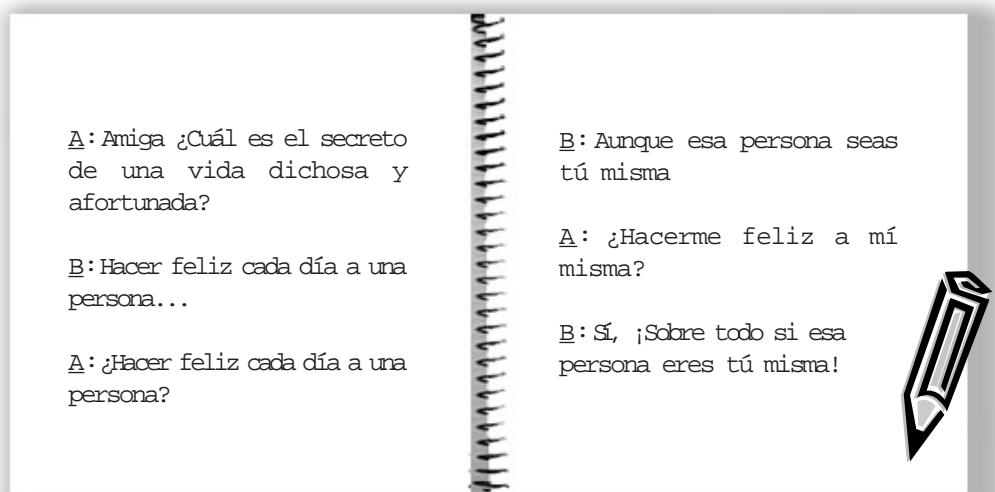 A: Amiga ¿Cuál es el secreto
de una vida dichosa y
afortunada?
B: Hacer feliz cada día a una
persona...
A: ¿Hacer feliz cada día a una
persona?
B: Aunque esa persona seas
tú misma
A: ¿Hacerme feliz a mí
misma?
B: Sí, ¡Sobre todo si esa
persona eres tú misma!